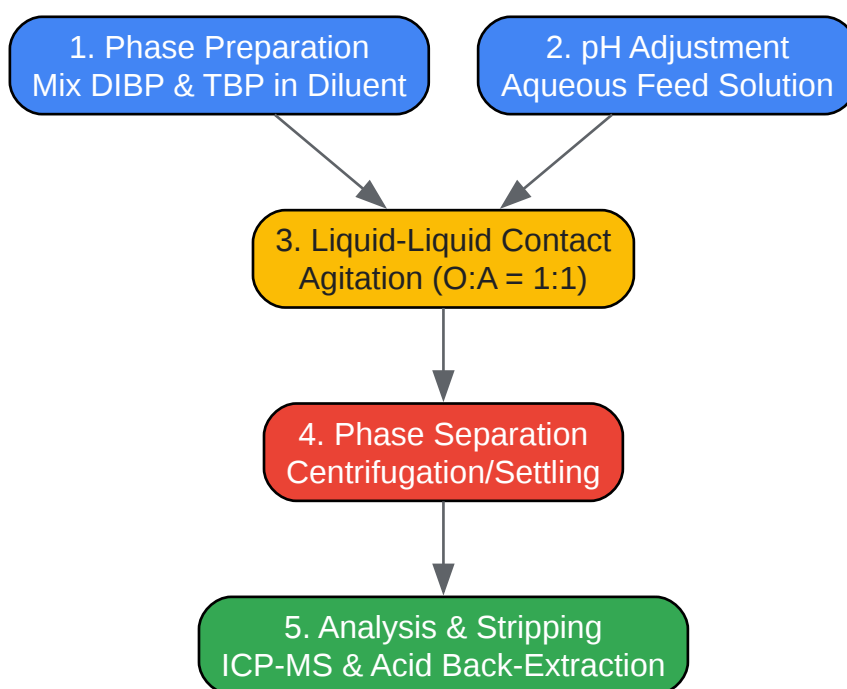 1. Phase Preparation
Mix DIBP & TBP in Diluent
2. pH Adjustment
Aqueous Feed Solution
3. Liquid-Liquid Contact
Agitation (O:A = 1:1)
4. Phase Separation
Centrifugation/Settling
5. Analysis & Stripping
ICP-MS & Acid Back-Extraction